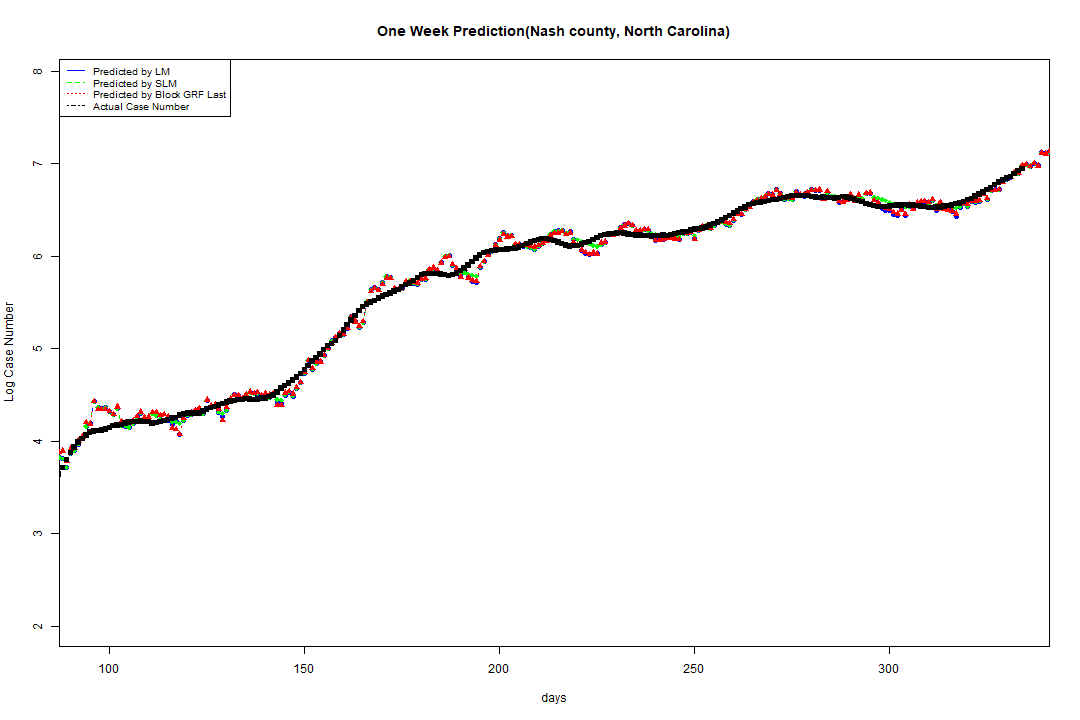 One Week Prediction(Nash county, North Carolina)
Predicted by LM
Predicted by SLM
Predicted by Block GRF Last
Actual Case Number
8
7
6
5
4
3
2
Log Case Number
100 150 200 250 300
days